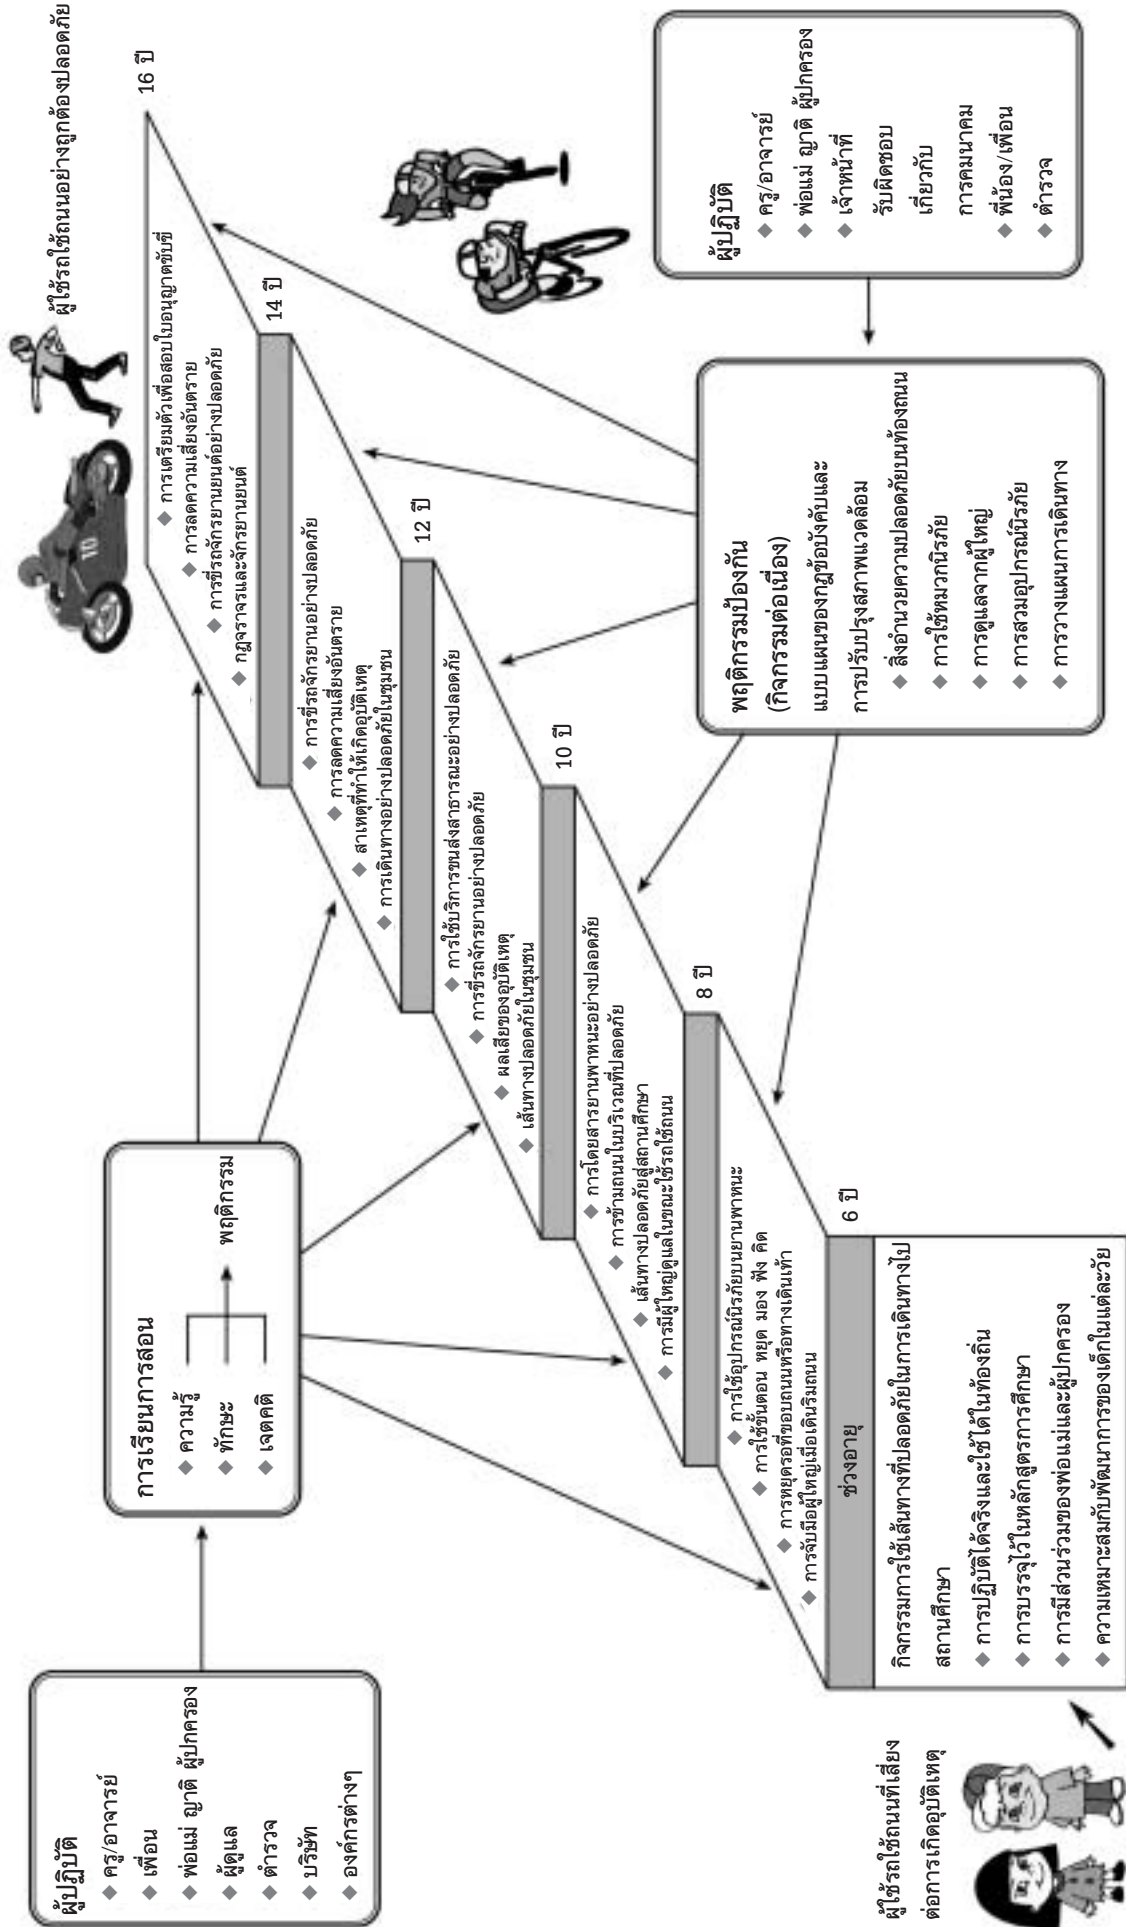 ผู้ปฏิบัติ
◆ ครู/อาจารย์
◆ เพื่อน
◆ พ่อแม่ ญาติ ผู้ปกครอง
◆ ผู้ดูแล
◆ ตำรวจ
◆ บริษัท
◆ องค์กรต่างๆ
การเรียนการสอน
◆ ความรู้
◆ ทักษะ
◆ เจตคติ
พฤติกรรม
ผู้ใช้รถใช้ถนนอย่างถูกต้องปลอดภัย
16 ปี
◆ การเตรียมตัวเพื่อสอบใบอนุญาตขับขี่
◆ การลดความเสี่ยงอันตราย
◆ การขี่รถจักรยานยนต์อย่างปลอดภัย
◆ กฎจราจรและจักรยานยนต์
14 ปี
◆ การขี่รถจักรยานอย่างปลอดภัย
◆ การลดความเสี่ยงอันตราย
◆ สาเหตุที่ทำให้เกิดอุบัติเหตุ
◆ การเดินทางอย่างปลอดภัยในชุมชน
12 ปี
◆ การใช้บริการขนส่งสาธารณะอย่างปลอดภัย
◆ การขี่รถจักรยานอย่างปลอดภัย
◆ ผลเสียของอุบัติเหตุ
◆ เส้นทางปลอดภัยในชุมชน
10 ปี
◆ การโดยสารยานพาหนะอย่างปลอดภัย
◆ การข้ามถนนในบริเวณที่ปลอดภัย
◆ เส้นทางปลอดภัยสู่สถานศึกษา
◆ การมีผู้ใหญ่ดูแลในขณะใช้รถใช้ถนน
8 ปี
◆ การใช้อุปกรณ์นิรภัยบนยานพาหนะ
◆ การใช้ขั้นตอน หยุด มอง ฟัง คิด
◆ การหยุดรอที่ขอบถนนหรือทางเดินเท้า
◆ การจับมือผู้ใหญ่เมื่อเดินริมถนน
6 ปี
ช่วงอายุ
กิจกรรมการใช้เส้นทางที่ปลอดภัยในการเดินทางไป
สถานศึกษา
◆ การปฏิบัติได้จริงและใช้ได้ในท้องถิ่น
◆ การบรรจุไว้ในหลักสูตรการศึกษา
◆ การมีส่วนร่วมของพ่อแม่และผู้ปกครอง
◆ ความเหมาะสมกับพัฒนาการของเด็กในแต่ละวัย
ผู้ใช้รถใช้ถนนที่เสี่ยง
ต่อการเกิดอุบัติเหตุ
พฤติกรรมป้องกัน
(กิจกรรมต่อเนื่อง)
แบบแผนของกฎข้อบังคับและ
การปรับปรุงสภาพแวดล้อม
◆ สิ่งอำนวยความปลอดภัยบนท้องถนน
◆ การใช้หมวกนิรภัย
◆ การดูแลจากผู้ใหญ่
◆ การสวมอุปกรณ์นิรภัย
◆ การวางแผนการเดินทาง
ผู้ปฏิบัติ
◆ ครู/อาจารย์
◆ พ่อแม่ ญาติ ผู้ปกครอง
◆ เจ้าหน้าที่
รับผิดชอบ
เกี่ยวกับ
การคมนาคม
◆ พี่น้อง/เพื่อน
◆ ตำรวจ
10